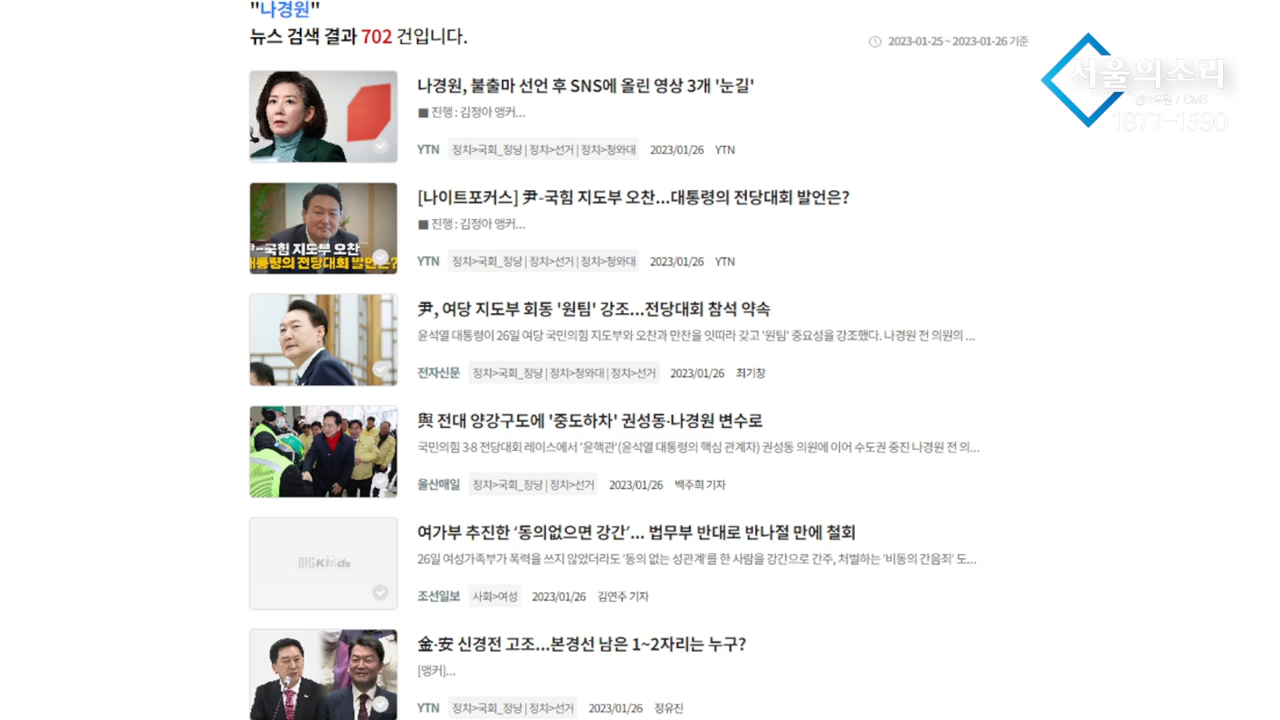 "나경원"
뉴스 검색 결과 702 건입니다.
2023-01-25 ~ 2023-01-26 기준
서울의소리
1877-1590
나경원, 불출마 선언 후 SNS에 올린 영상 3개 '눈길'
■ 진행 : 김정아 앵커...
YTN 정치>국회_정당 | 정치>선거 | 정치>청와대 2023/01/26 YTN
[나이트포커스] 尹-국힘 지도부 오찬...대통령의 전당대회 발언은?
■ 진행 : 김정아 앵커...
尹-국힘 지도부 오찬
대통령의 전당대회 발언은?
YTN 정치>국회_정당 | 정치>선거 | 정치>청와대 2023/01/26 YTN
尹, 여당 지도부 회동 '원팀' 강조...전당대회 참석 약속
윤석열 대통령이 26일 여당 국민의힘 지도부와 오찬과 만찬을 잇따라 갖고 '원팀' 중요성을 강조했다. 나경원 전 의원의 ...
전자신문 정치>국회_정당 | 정치>청와대 | 정치>선거 2023/01/26 최기창
與 전대 양강구도에 '중도하차' 권성동·나경원 변수로
국민의힘 3·8 전당대회 레이스에서 '윤핵관'(윤석열 대통령의 핵심 관계자) 권성동 의원에 이어 수도권 중진 나경원 전 의...
울산매일 정치>국회_정당 | 정치>선거 2023/01/26 백주희 기자
여가부 추진한 ‘동의없으면 강간’... 법무부 반대로 반나절 만에 철회
26일 여성가족부가 폭력을 쓰지 않았더라도 ‘동의 없는 성관계’를 한 사람을 강간으로 간주, 처벌하는 ‘비동의 간음죄’ 도...
BIGKinds
조선일보 사회>여성 2023/01/26 김연주 기자
金·安 신경전 고조...본경선 남은 1~2자리는 누구?
[앵커]...
YTN 정치>국회_정당 | 정치>선거 2023/01/26 정유진